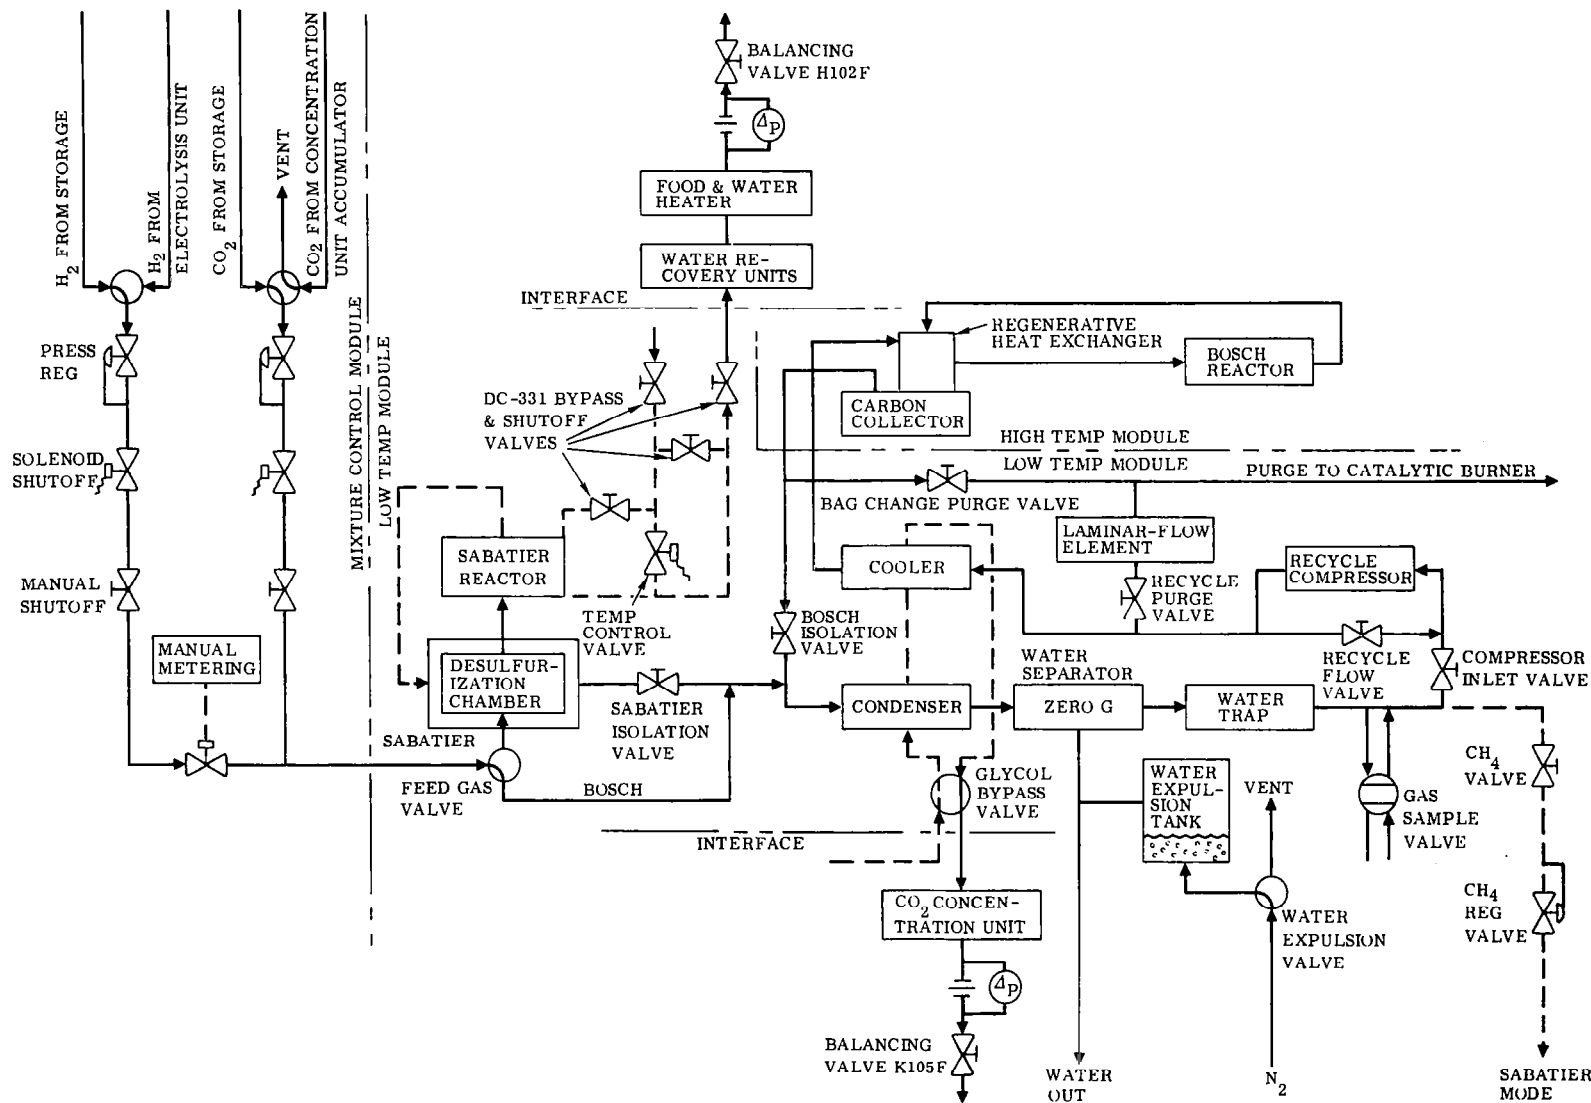 H2 FROM STORAGE
H2 FROM
ELECTROLYSIS UNIT
CO2 FROM STORAGE
VENT
CO2 FROM CONCENTRATION
UNIT ACCUMULATOR
MIXTURE CONTROL MODULE
LOW TEMP MODULE
BALANCING
VALVE H102F
ΔP
FOOD & WATER
HEATER
WATER RE-
COVERY UNITS
INTERFACE
PRESS
REG
SOLENOID
SHUTOFF
MANUAL
SHUTOFF
MANUAL
METERING
DC-331 BYPASS
& SHUTOFF
VALVES
REGENERATIVE
HEAT EXCHANGER
BOSCH
REACTOR
CARBON
COLLECTOR
HIGH TEMP MODULE
LOW TEMP MODULE
PURGE TO CATALYTIC BURNER
BAG CHANGE PURGE VALVE
LAMINAR-FLOW
ELEMENT
SABATIER
REACTOR
COOLER
RECYCLE
COMPRESSOR
RECYCLE
PURGE
VALVE
TEMP
CONTROL
VALVE
BOSCH
ISOLATION
VALVE
DESULFUR-
IZATION
CHAMBER
SABATIER
SABATIER
ISOLATION
VALVE
CONDENSER
WATER
SEPARATOR
ZERO G
WATER
TRAP
RECYCLE
FLOW
VALVE
COMPRESSOR
INLET VALVE
FEED GAS
VALVE
BOSCH
GLYCOL
BYPASS
VALVE
WATER
EXPUL-
SION
TANK
VENT
GAS
SAMPLE
VALVE
CH4
VALVE
INTERFACE
CO2 CONCEN-
TRATION UNIT
WATER
EXPULSION
VALVE
CH4
REG
VALVE
ΔP
BALANCING
VALVE K105F
WATER
OUT
N2
SABATIER
MODE